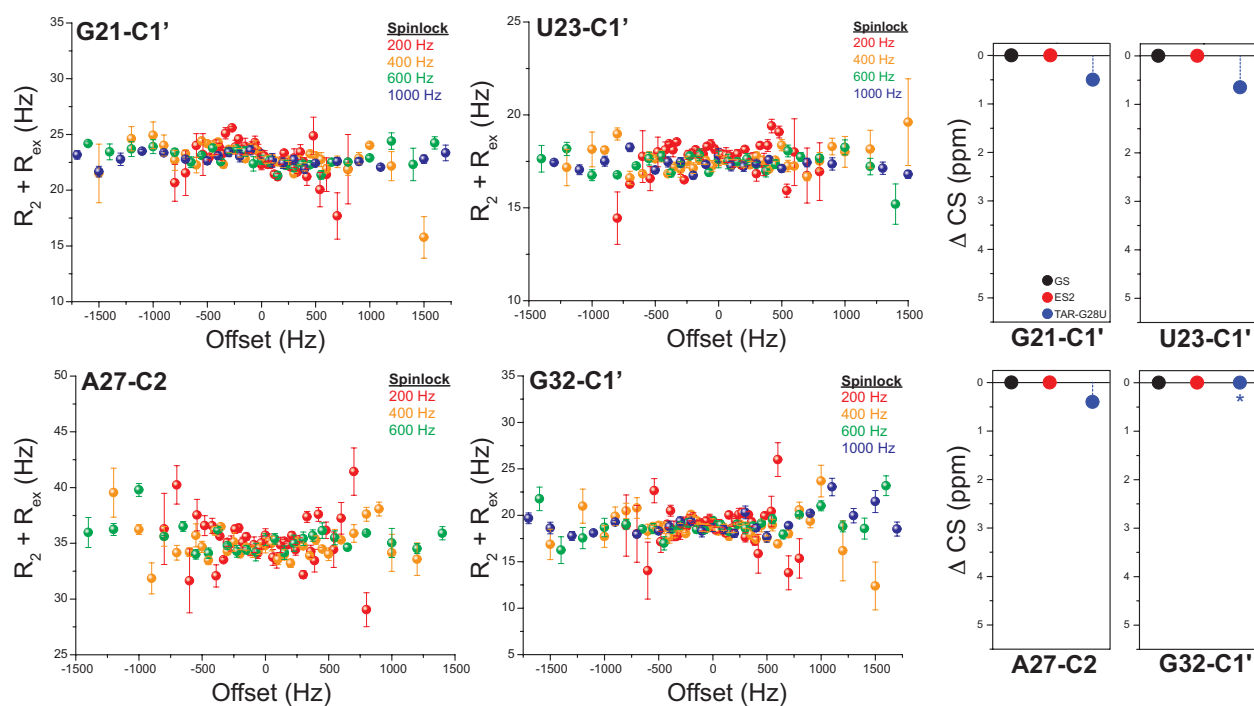 G21-C1'
Spinlock
200 Hz
400 Hz
600 Hz
1000 Hz
R2 + Rex (Hz)
35
30
25
20
15
10
-1500 -1000 -500 0 500 1000 1500
Offset (Hz)
U23-C1'
Spinlock
200 Hz
400 Hz
600 Hz
1000 Hz
R2 + Rex (Hz)
25
20
15
10
-1500 -1000 -500 0 500 1000 1500
Offset (Hz)
Δ CS (ppm)
0
1
2
3
4
5
GS
ES2
TAR-G28U
G21-C1'
0
1
2
3
4
5
U23-C1'
A27-C2
Spinlock
200 Hz
400 Hz
600 Hz
R2 + Rex (Hz)
50
45
40
35
30
25
-1500 -1000 -500 0 500 1000 1500
Offset (Hz)
G32-C1'
Spinlock
200 Hz
400 Hz
600 Hz
1000 Hz
R2 + Rex (Hz)
35
30
25
20
15
10
5
-1500 -1000 -500 0 500 1000 1500
Offset (Hz)
Δ CS (ppm)
0
1
2
3
4
5
A27-C2
0
1
2
3
4
5
*
G32-C1'